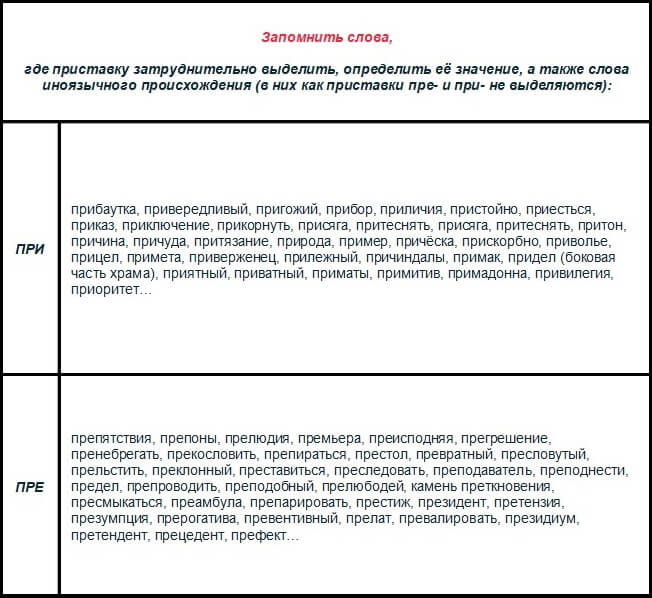 Запомнить слова,
где приставку затруднительно выделить, определить её значение, а также слова
иноязычного происхождения (в них как приставки пре- и при- не выделяются):
ПРИ
прибаутка, привередливый, пригожий, прибор, приличия, пристойно, приесться,
приказ, приключение, прикорнуть, присяга, притеснять, присяга, притеснять, притон,
причина, причуда, притязание, природа, пример, причёска, прискорбно, приволье,
прицел, примета, приверженец, прилежный, причиндалы, примак, придел (боковая
часть храма), приятный, приватный, приматы, примитив, примадонна, привилегия,
приоритет…
ПРЕ
препятствия, препоны, прелюдия, премьера, преисподняя, прегрешение,
пренебрегать, прекословить, препираться, престол, превратный, пресловутый,
прельстить, преклонный, преставиться, преследовать, преподаватель, преподнести,
предел, препроводить, преподобный, прелюбодей, камень преткновения,
пресмыкаться, преамбула, препарировать, престиж, президент, претензия,
презумпция, прерогатива, превентивный, прелат, превалировать, президиум,
претендент, прецедент, префект…